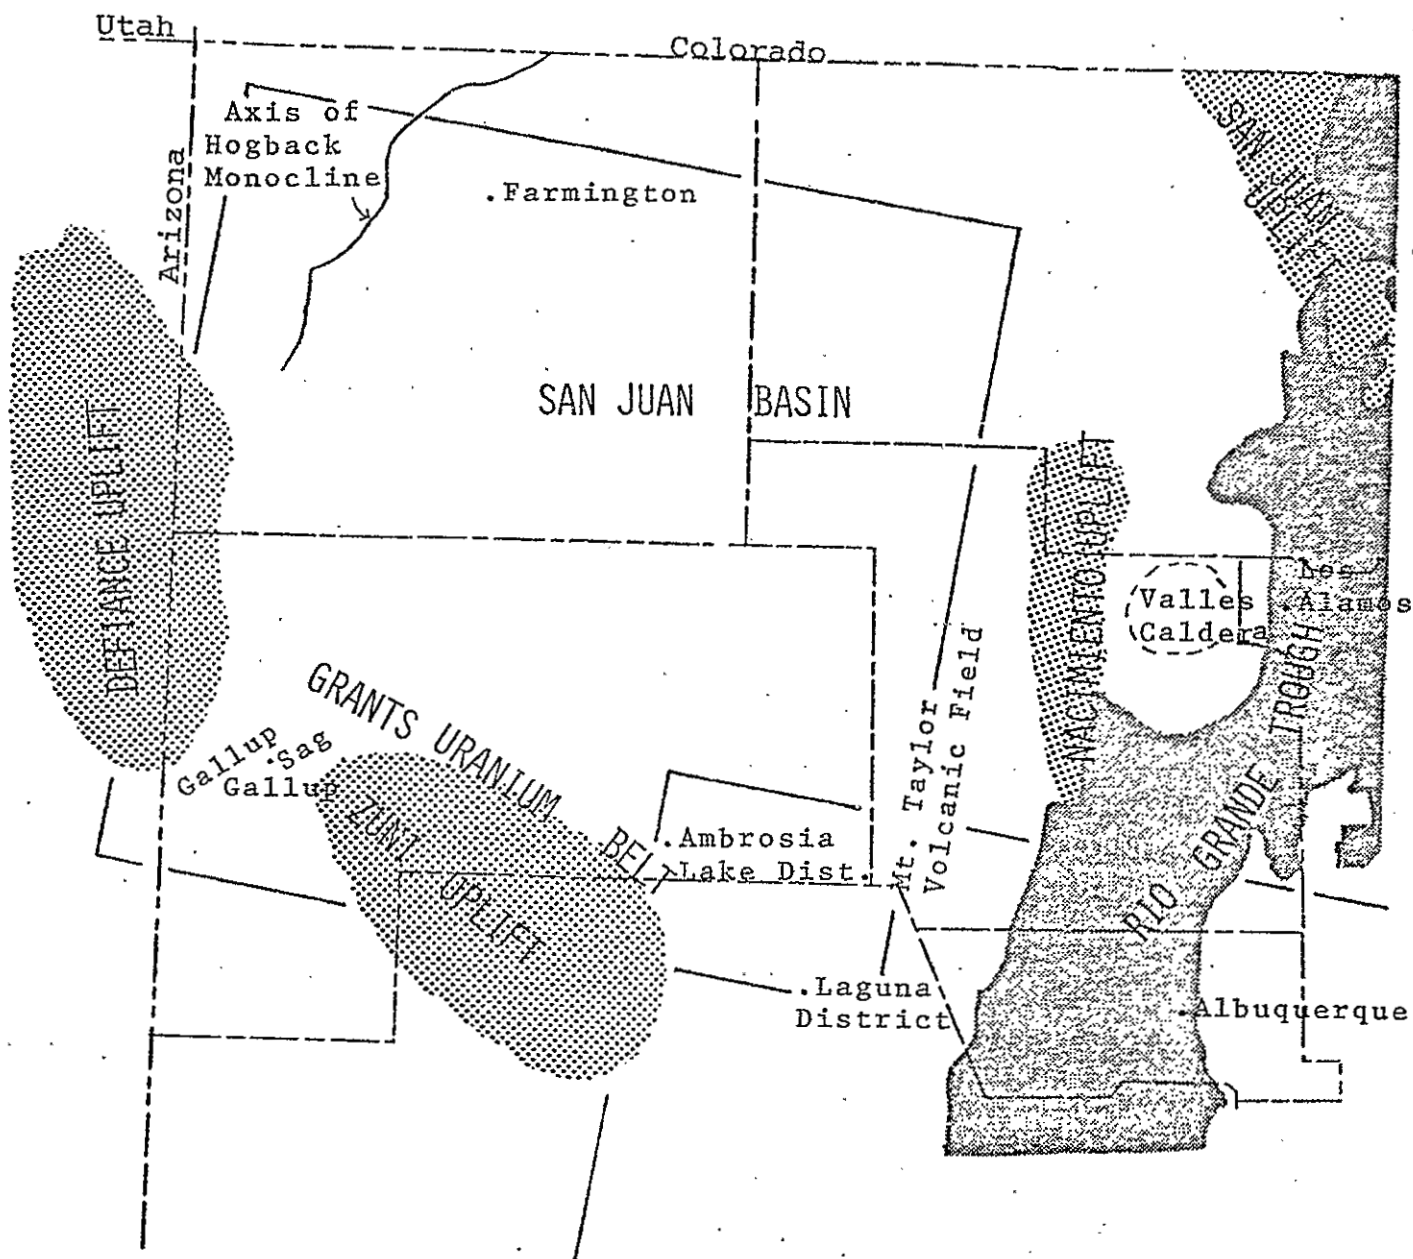 Utah
Colorado
Axis of
Hogback
Monocline
Arizona
.Farmington
SAN JUAN
UPLIFT
SAN JUAN BASIN
DEFIANCE UPLIFT
NACIMIENTO UPLIFT
Los
.Alamos
Valles
Caldera
GRANTS URANIUM BELT
Gallup
Sag
.
Gallup
ZUNI
UPLIFT
.Ambrosia
Lake Dist.
Mt. Taylor
Volcanic Field
RIO GRANDE TROUGH
.Laguna
District
.Albuquerque